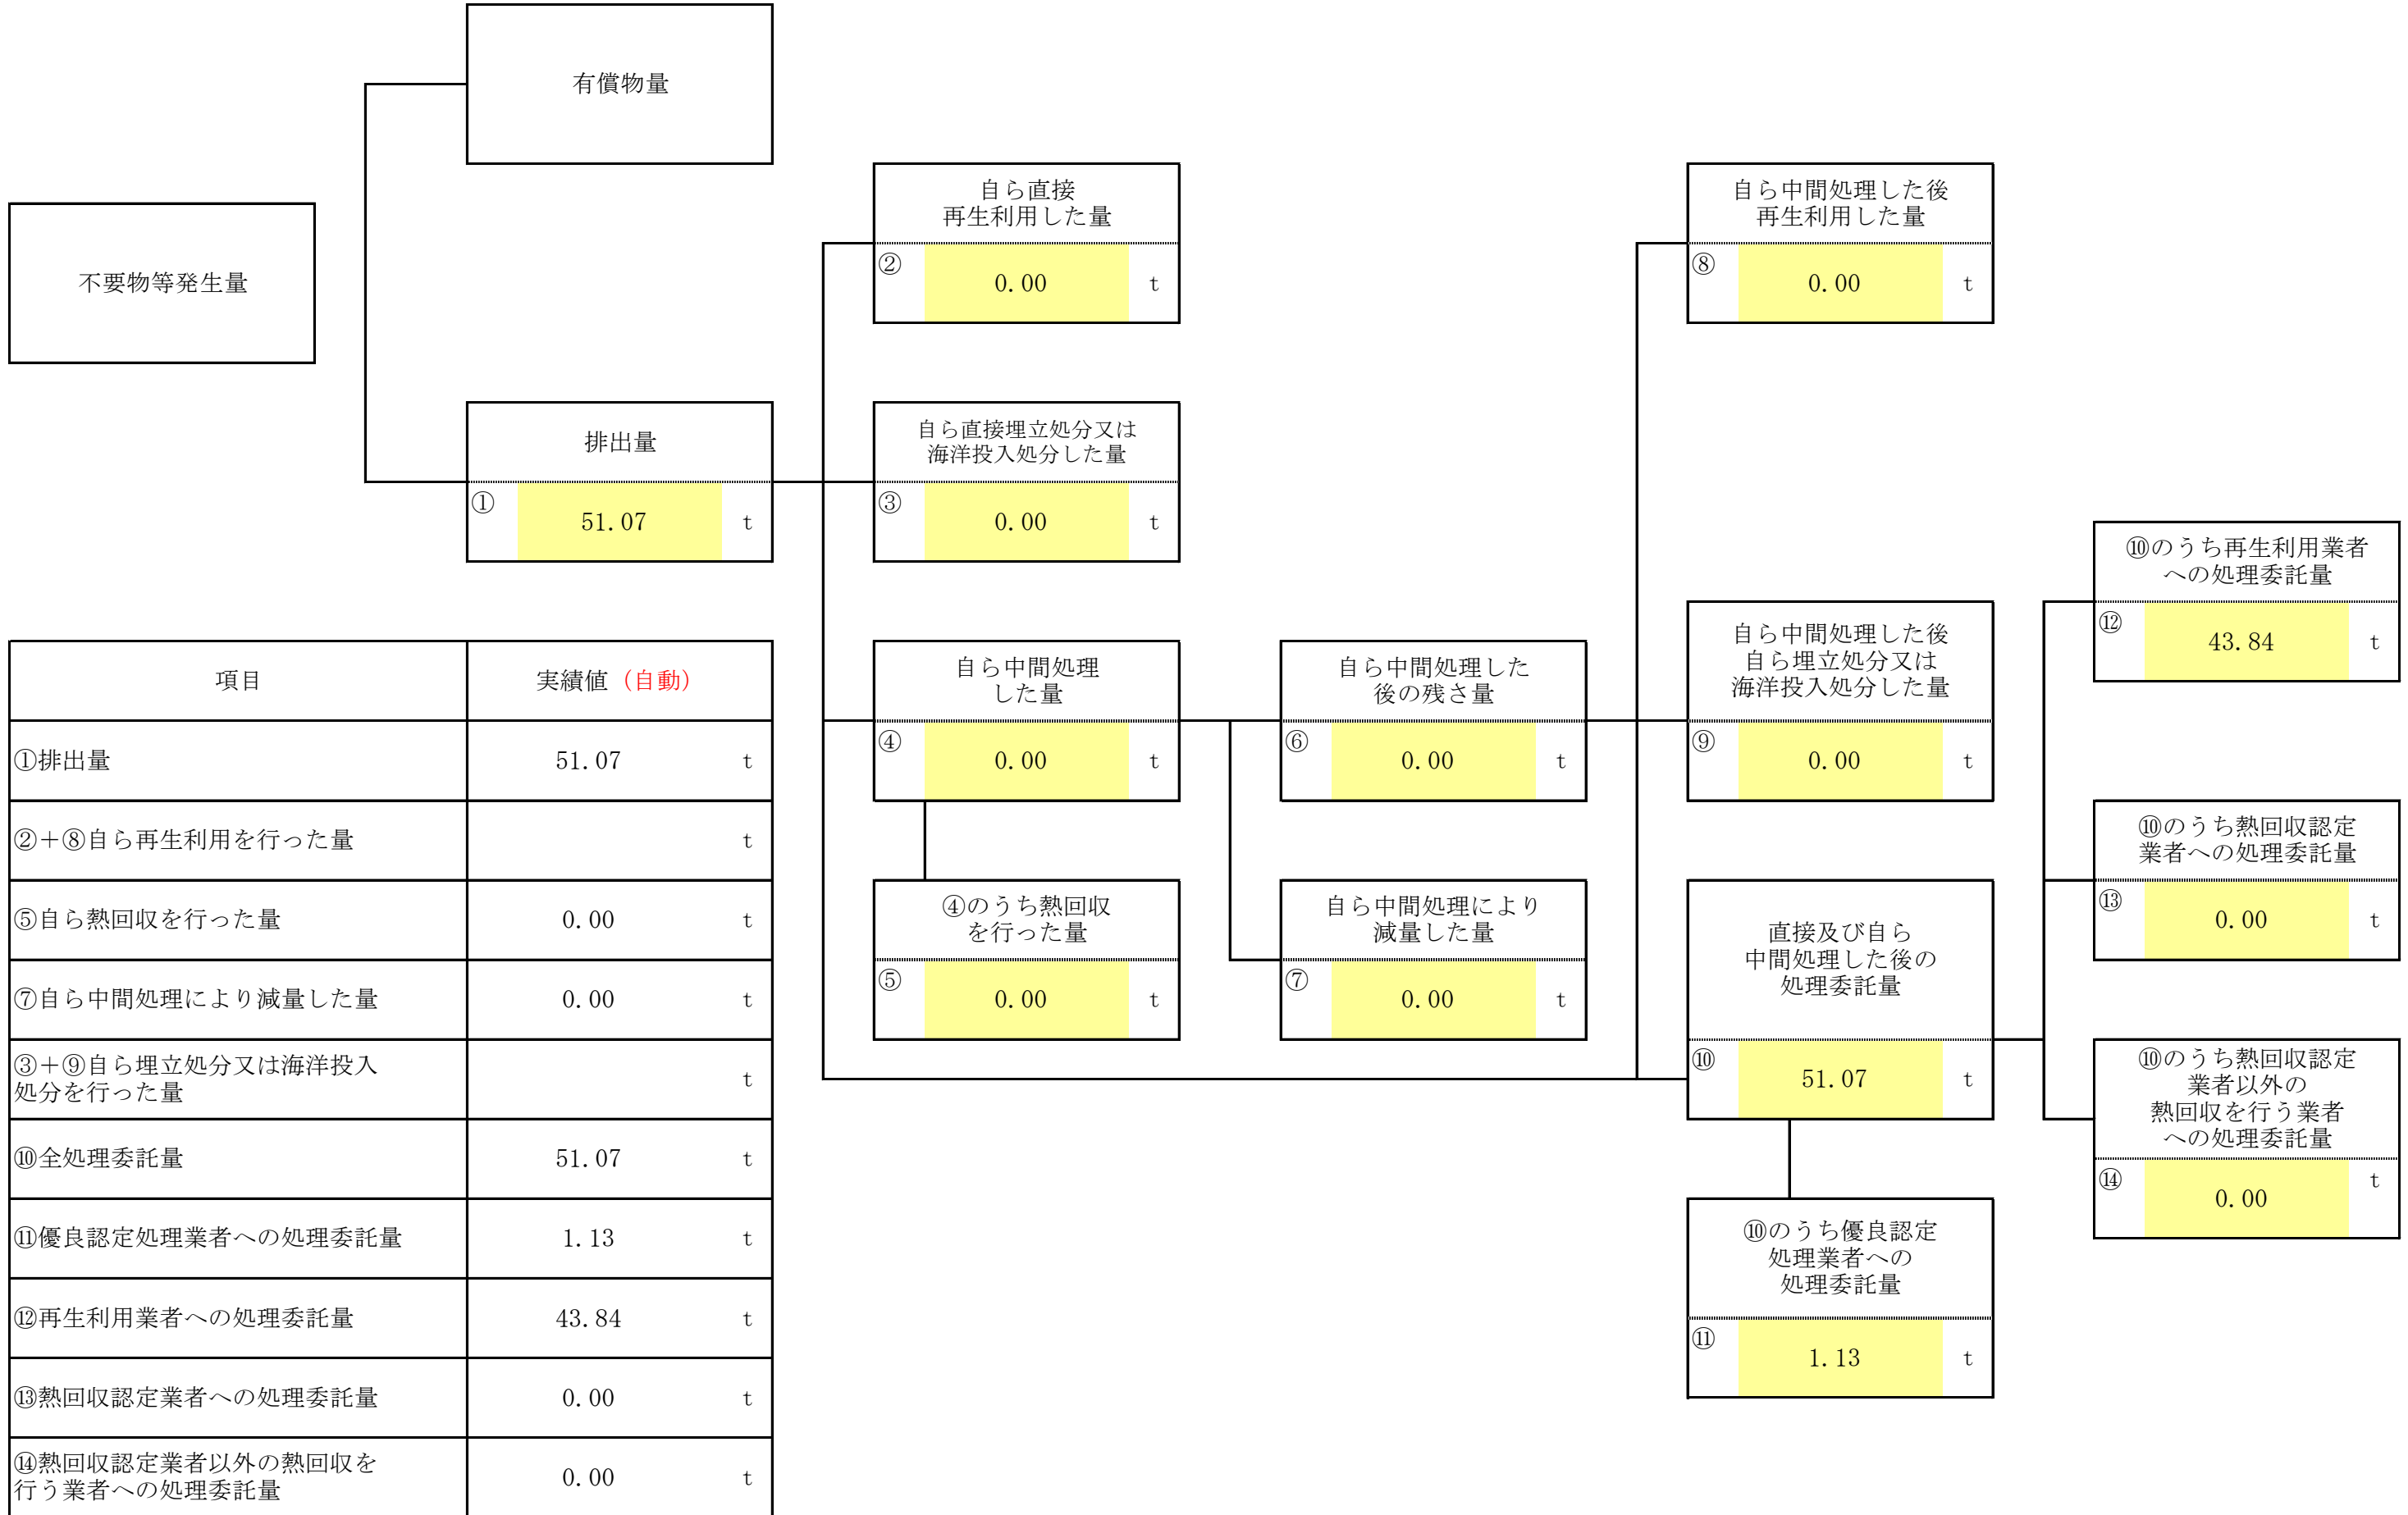 有償物量
不要物等発生量
排出量
① 51.07 t
自ら直接
再生利用した量
② 0.00 t
自ら直接埋立処分又は
海洋投入処分した量
③ 0.00 t
自ら中間処理
した量
④ 0.00 t
④のうち熱回収
を行った量
⑤ 0.00 t
自ら中間処理した
後の残さ量
⑥ 0.00 t
自ら中間処理により
減量した量
⑦ 0.00 t
自ら中間処理した後
再生利用した量
⑧ 0.00 t
自ら中間処理した後
自ら埋立処分又は
海洋投入処分した量
⑨ 0.00 t
直接及び自ら
中間処理した後の
処理委託量
⑩ 51.07 t
⑩のうち優良認定
処理業者への
処理委託量
⑪ 1.13 t
⑩のうち再生利用業者
への処理委託量
⑫ 43.84 t
⑩のうち熱回収認定
業者への処理委託量
⑬ 0.00 t
⑩のうち熱回収認定
業者以外の
熱回収を行う業者
への処理委託量
⑭ 0.00 t
項目 実績値（自動）
①排出量 51.07 t
②＋⑧自ら再生利用を行った量 t
⑤自ら熱回収を行った量 0.00 t
⑦自ら中間処理により減量した量 0.00 t
③＋⑨自ら埋立処分又は海洋投入
処分を行った量 t
⑩全処理委託量 51.07 t
⑪優良認定処理業者への処理委託量 1.13 t
⑫再生利用業者への処理委託量 43.84 t
⑬熱回収認定業者への処理委託量 0.00 t
⑭熱回収認定業者以外の熱回収を
行う業者への処理委託量 0.00 t